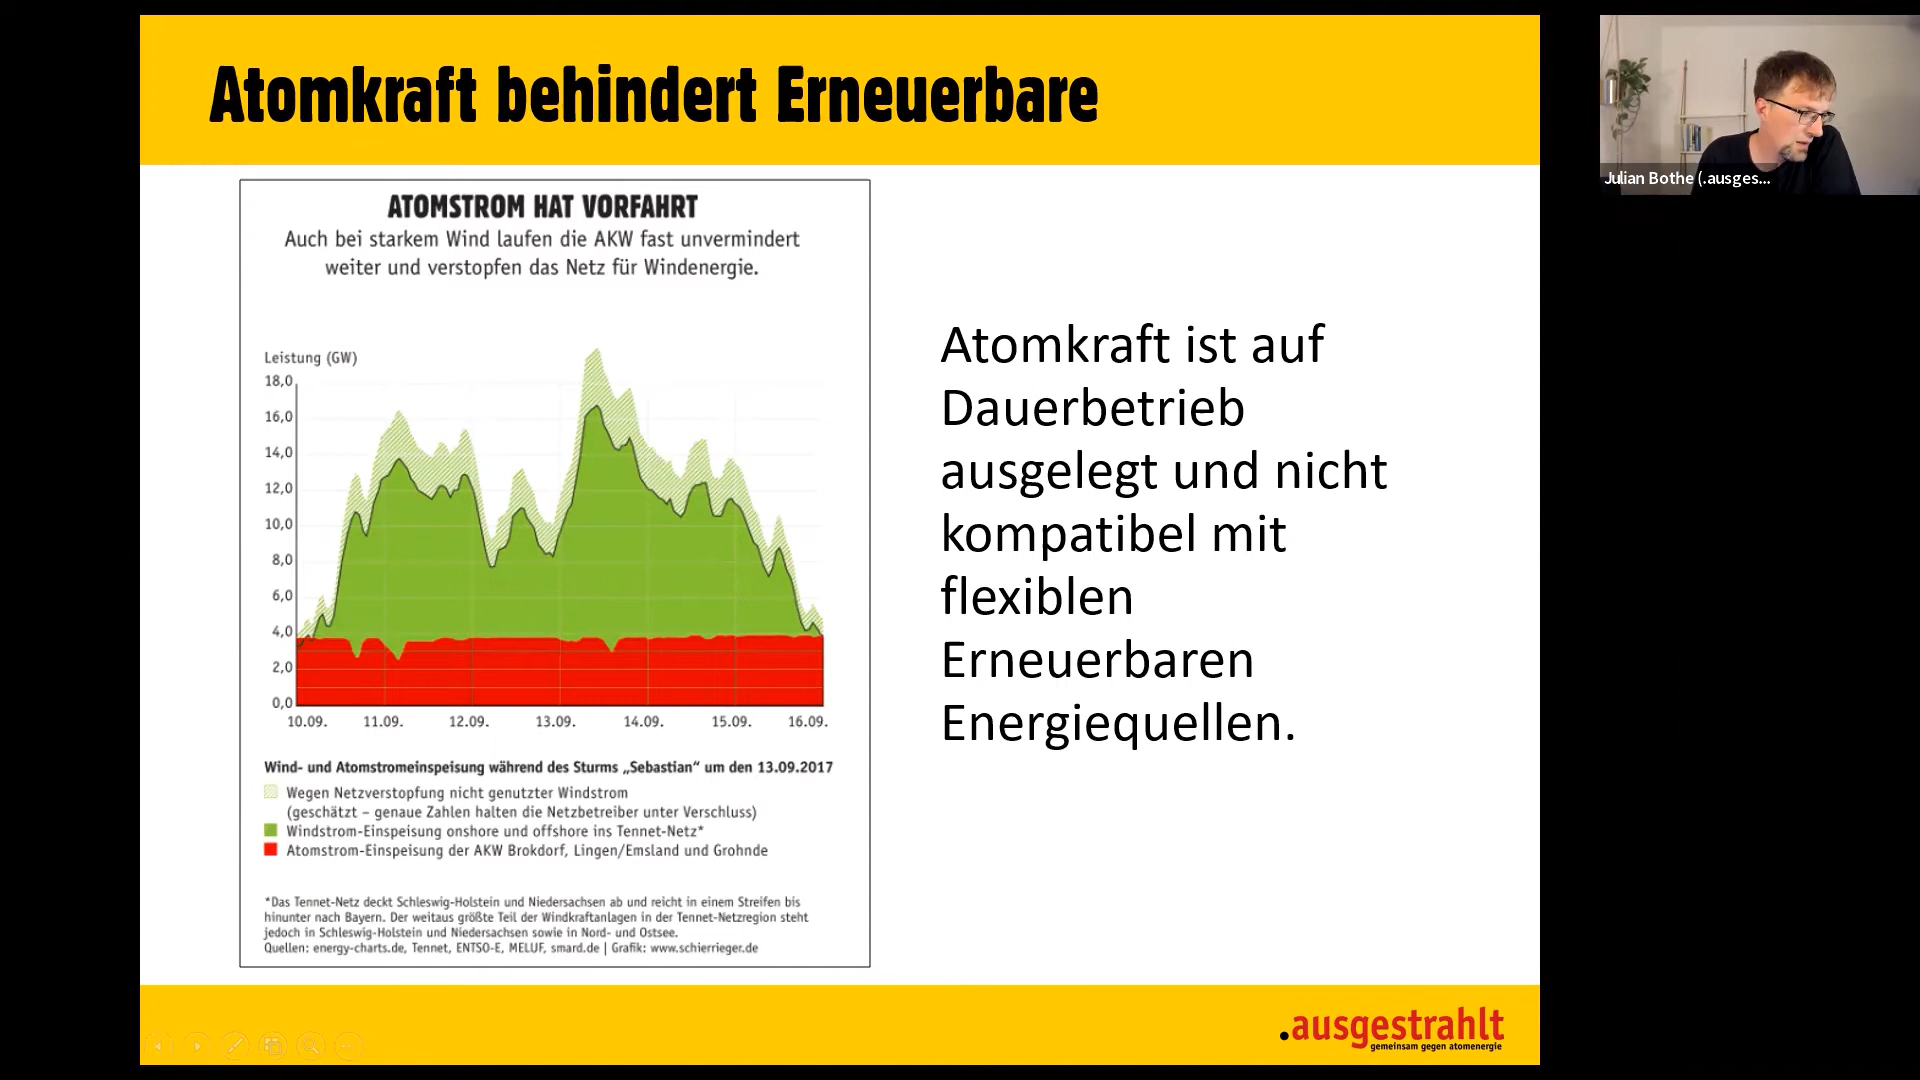 Atomkraft behindert Erneuerbare
Julian Bothe (.ausges...
ATOMSTROM HAT VORFAHRT
Auch bei starkem Wind laufen die AKW fast unvermindert
weiter und verstopfen das Netz für Windenergie.
Leistung (GW)
18,0
16,0
14,0
12,0
10,0
8,0
6,0
4,0
2,0
0,0
10.09. 11.09. 12.09. 13.09. 14.09. 15.09. 16.09.
Wind- und Atomstromeinspeisung während des Sturms „Sebastian“ um den 13.09.2017
Wegen Netzverstopfung nicht genutzter Windstrom
(geschätzt – genaue Zahlen halten die Netzbetreiber unter Verschluss)
Windstrom-Einspeisung onshore und offshore ins Tennet-Netz*
Atomstrom-Einspeisung der AKW Brokdorf, Lingen/Emsland und Grohnde
*Das Tennet-Netz deckt Schleswig-Holstein und Niedersachsen ab und reicht in einem Streifen bis
hinunter nach Bayern. Der weitaus größte Teil der Windkraftanlagen in der Tennet-Netzregion steht
jedoch in Schleswig-Holstein und Niedersachsen sowie in Nord- und Ostsee.
Quellen: energy-charts.de, Tennet, ENTSO-E, MELUF, smard.de | Grafik: www.schierrieger.de
Atomkraft ist auf
Dauerbetrieb
ausgelegt und nicht
kompatibel mit
flexiblen
Erneuerbaren
Energiequellen.
.ausgestrahlt
gemeinsam gegen atomenergie